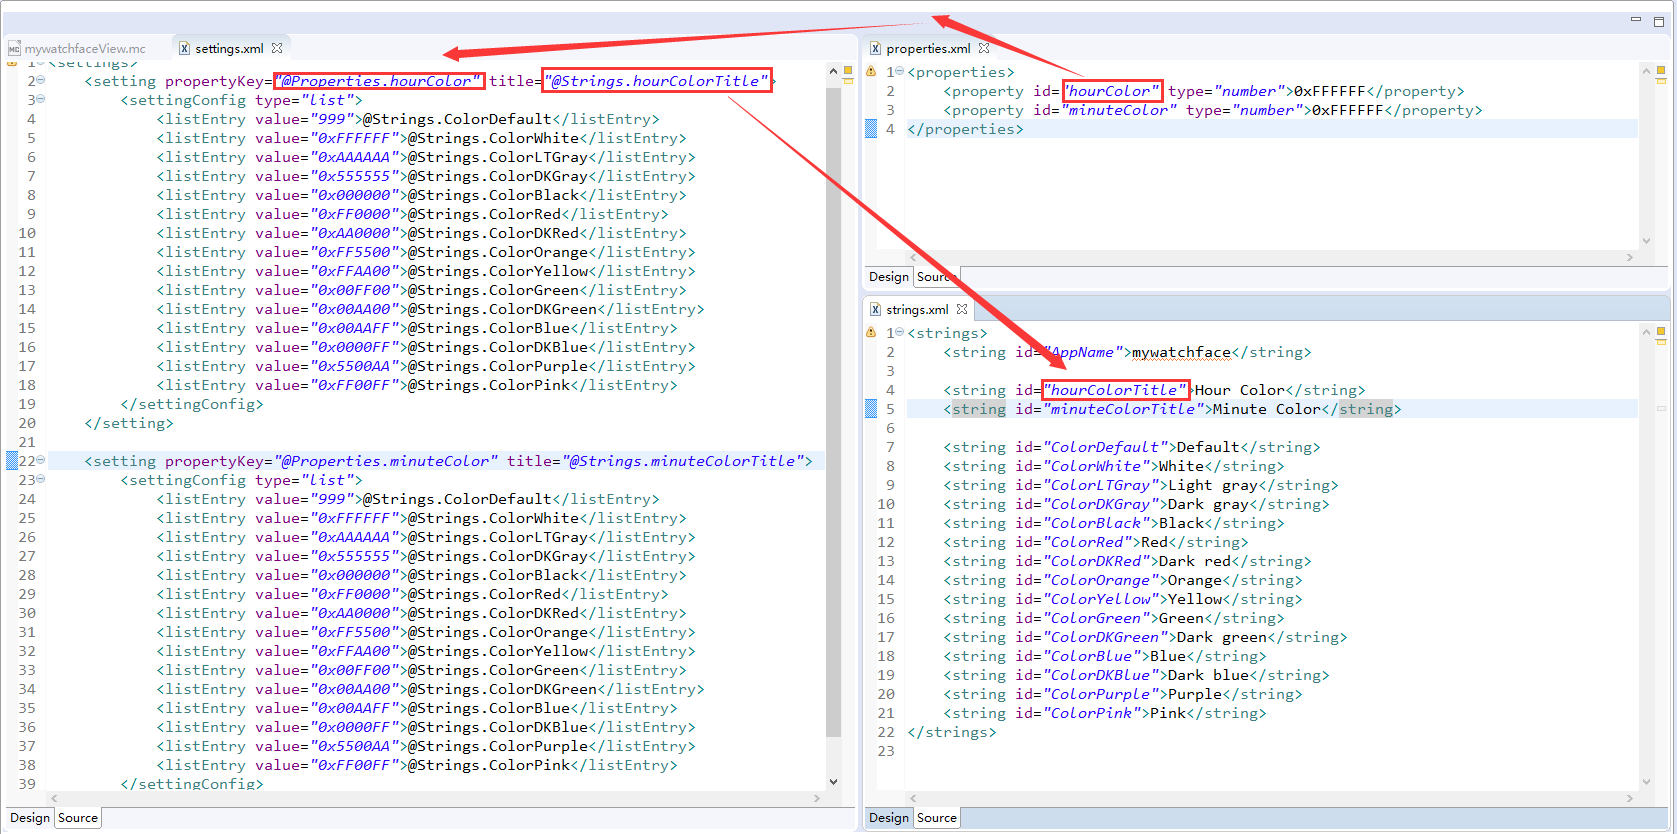 mywatchfaceView.mc
settings.xml
1 <settings>
2 <setting propertyKey="@Properties.hourColor" title="@Strings.hourColorTitle">
3 <settingConfig type="list">
4 <listEntry value="999">@Strings.ColorDefault</listEntry>
5 <listEntry value="0xFFFFFF">@Strings.ColorWhite</listEntry>
6 <listEntry value="0xAAAAAA">@Strings.ColorLTGray</listEntry>
7 <listEntry value="0x555555">@Strings.ColorDKGray</listEntry>
8 <listEntry value="0x000000">@Strings.ColorBlack</listEntry>
9 <listEntry value="0xFF0000">@Strings.ColorRed</listEntry>
10 <listEntry value="0xAA0000">@Strings.ColorDKRed</listEntry>
11 <listEntry value="0xFF5500">@Strings.ColorOrange</listEntry>
12 <listEntry value="0xFFAA00">@Strings.ColorYellow</listEntry>
13 <listEntry value="0x00FF00">@Strings.ColorGreen</listEntry>
14 <listEntry value="0x00AA00">@Strings.ColorDKGreen</listEntry>
15 <listEntry value="0x00AAFF">@Strings.ColorBlue</listEntry>
16 <listEntry value="0x0000FF">@Strings.ColorDKBlue</listEntry>
17 <listEntry value="0x5500AA">@Strings.ColorPurple</listEntry>
18 <listEntry value="0xFF00FF">@Strings.ColorPink</listEntry>
19 </settingConfig>
20 </setting>
21
22 <setting propertyKey="@Properties.minuteColor" title="@Strings.minuteColorTitle">
23 <settingConfig type="list">
24 <listEntry value="999">@Strings.ColorDefault</listEntry>
25 <listEntry value="0xFFFFFF">@Strings.ColorWhite</listEntry>
26 <listEntry value="0xAAAAAA">@Strings.ColorLTGray</listEntry>
27 <listEntry value="0x555555">@Strings.ColorDKGray</listEntry>
28 <listEntry value="0x000000">@Strings.ColorBlack</listEntry>
29 <listEntry value="0xFF0000">@Strings.ColorRed</listEntry>
30 <listEntry value="0xAA0000">@Strings.ColorDKRed</listEntry>
31 <listEntry value="0xFF5500">@Strings.ColorOrange</listEntry>
32 <listEntry value="0xFFAA00">@Strings.ColorYellow</listEntry>
33 <listEntry value="0x00FF00">@Strings.ColorGreen</listEntry>
34 <listEntry value="0x00AA00">@Strings.ColorDKGreen</listEntry>
35 <listEntry value="0x00AAFF">@Strings.ColorBlue</listEntry>
36 <listEntry value="0x0000FF">@Strings.ColorDKBlue</listEntry>
37 <listEntry value="0x5500AA">@Strings.ColorPurple</listEntry>
38 <listEntry value="0xFF00FF">@Strings.ColorPink</listEntry>
39 </settingConfig>
Design Source
properties.xml
1 <properties>
2 <property id="hourColor" type="number">0xFFFFFF</property>
3 <property id="minuteColor" type="number">0xFFFFFF</property>
4 </properties>
Design Source
strings.xml
1 <strings>
2 <string id="AppName">mywatchface</string>
3
4 <string id="hourColorTitle">Hour Color</string>
5 <string id="minuteColorTitle">Minute Color</string>
6
7 <string id="ColorDefault">Default</string>
8 <string id="ColorWhite">White</string>
9 <string id="ColorLTGray">Light gray</string>
10 <string id="ColorDKGray">Dark gray</string>
11 <string id="ColorBlack">Black</string>
12 <string id="ColorRed">Red</string>
13 <string id="ColorDKRed">Dark red</string>
14 <string id="ColorOrange">Orange</string>
15 <string id="ColorYellow">Yellow</string>
16 <string id="ColorGreen">Green</string>
17 <string id="ColorDKGreen">Dark green</string>
18 <string id="ColorBlue">Blue</string>
19 <string id="ColorDKBlue">Dark blue</string>
20 <string id="ColorPurple">Purple</string>
21 <string id="ColorPink">Pink</string>
22 </strings>
23
Design Source